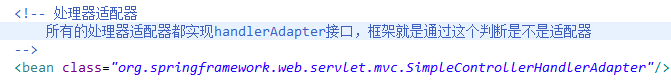 <!-- 处理器适配器
所有的处理器适配器都实现handlerAdapter接口，框架就是通过这个判断是不是适配器
-->
<bean class="org.springframework.web.servlet.mvc.SimpleControllerHandlerAdapter"/>